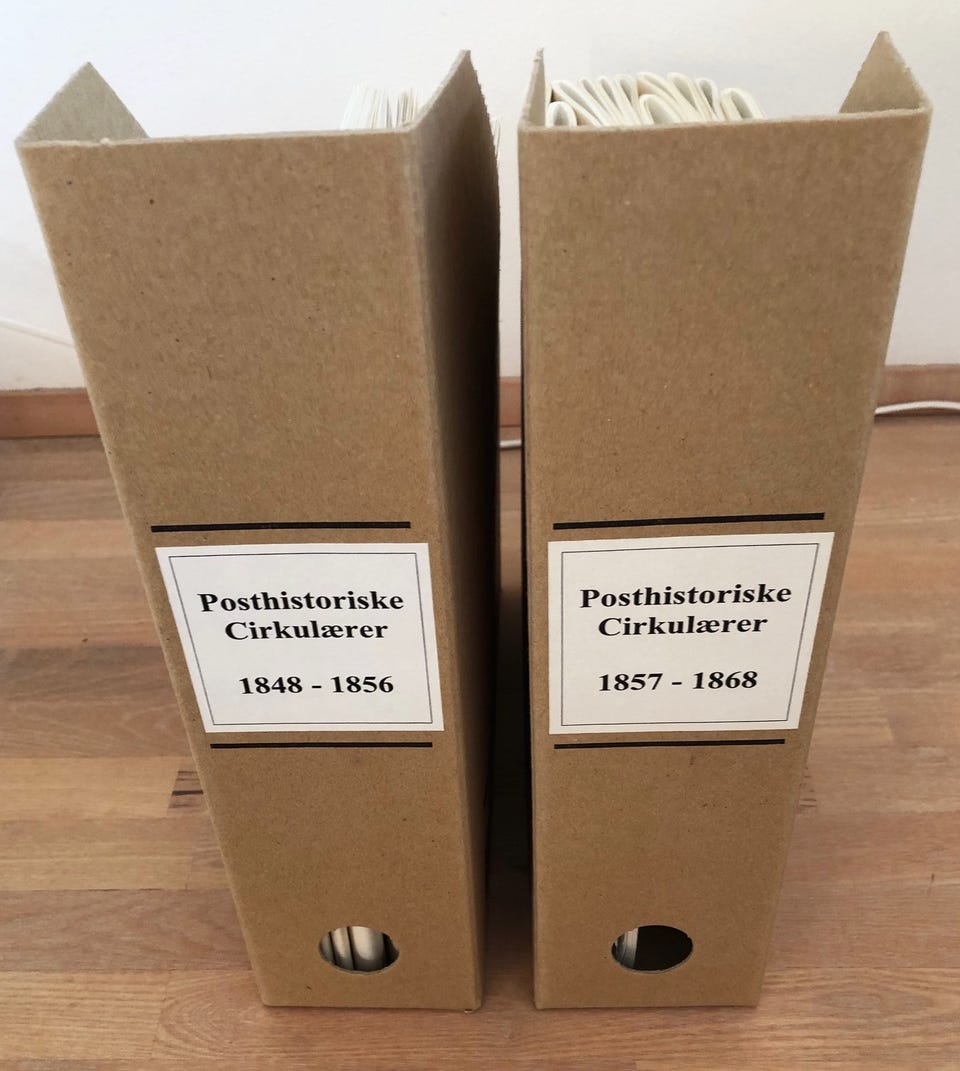 Posthistoriske
Cirkulærer
1848 - 1856
Posthistoriske
Cirkulærer
1857 - 1868